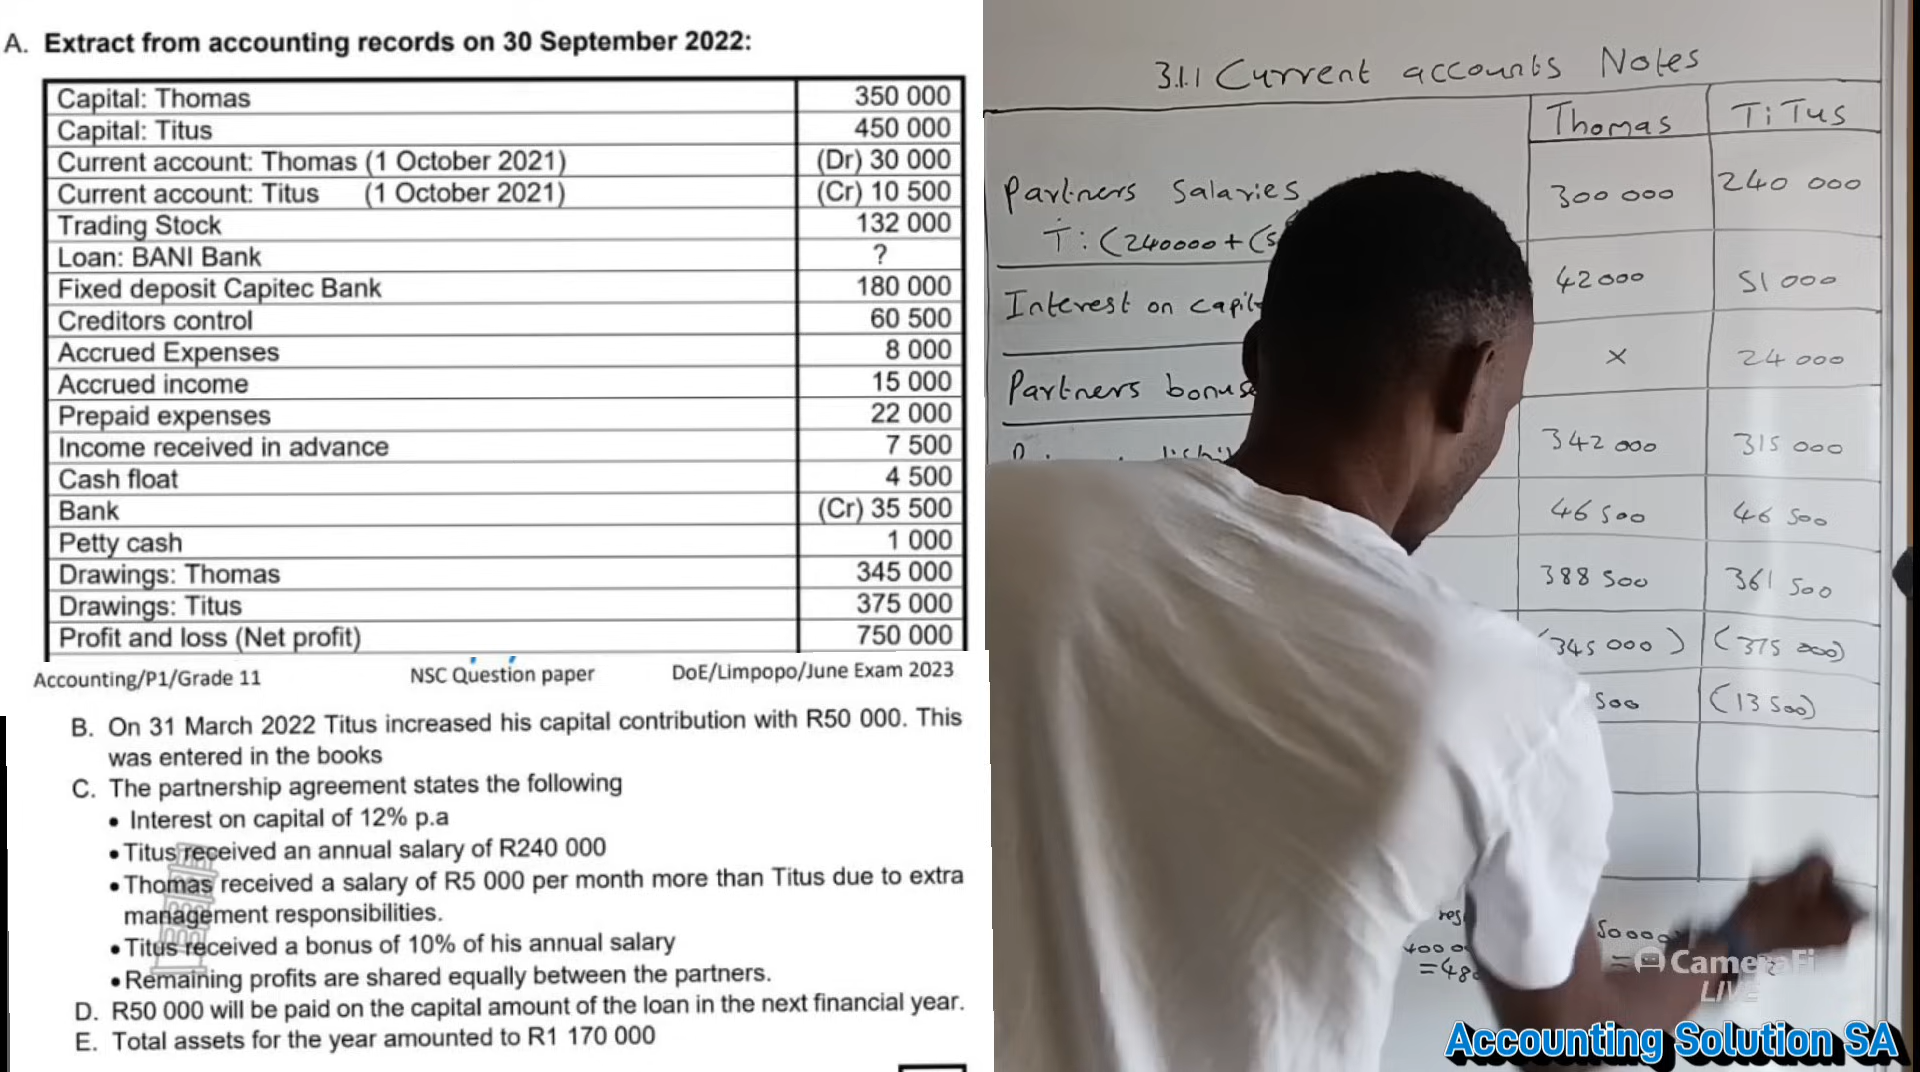 A. Extract from accounting records on 30 September 2022:
Capital: Thomas 350 000
Capital: Titus 450 000
Current account: Thomas (1 October 2021) (Dr) 30 000
Current account: Titus (1 October 2021) (Cr) 10 500
Trading Stock 132 000
Loan: BANI Bank ?
Fixed deposit Capitec Bank 180 000
Creditors control 60 500
Accrued Expenses 8 000
Accrued income 15 000
Prepaid expenses 22 000
Income received in advance 7 500
Cash float 4 500
Bank (Cr) 35 500
Petty cash 1 000
Drawings: Thomas 345 000
Drawings: Titus 375 000
Profit and loss (Net profit) 750 000
Accounting/P1/Grade 11 NSC Question paper DoE/Limpopo/June Exam 2023
B. On 31 March 2022 Titus increased his capital contribution with R50 000. This
was entered in the books
C. The partnership agreement states the following
• Interest on capital of 12% p.a
• Titus received an annual salary of R240 000
• Thomas received a salary of R5 000 per month more than Titus due to extra
management responsibilities.
• Titus received a bonus of 10% of his annual salary
• Remaining profits are shared equally between the partners.
D. R50 000 will be paid on the capital amount of the loan in the next financial year.
E. Total assets for the year amounted to R1 170 000
3.1.1 Current accounts Notes
Thomas TiTus
Partners Salaries 300 000 240 000
T: (240000 + (5
Interest on capit 42 000 51 000
Partners bonus x 24 000
342 000 315 000
46 500 46 500
388 500 361 500
(345 000) (375 000)
500 (13 500)
= 48
CameraFi
LIVE
Accounting Solution SA